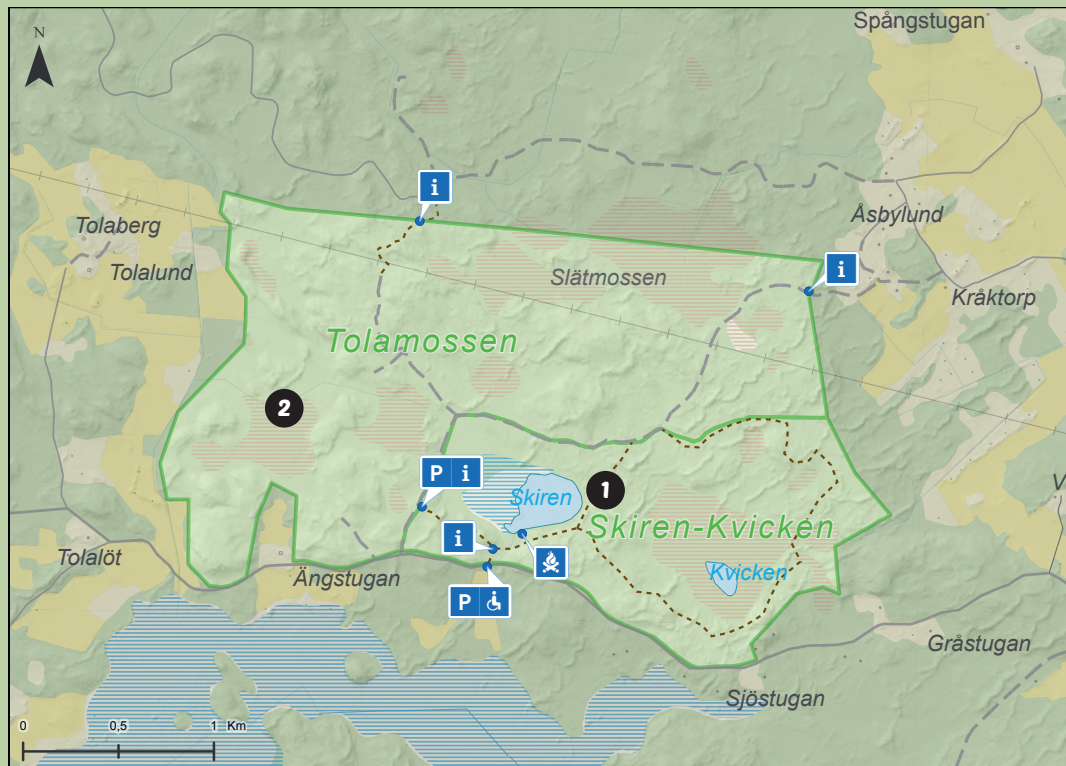 Spångstugan
N
i
Tolaberg
Åsbylund
Tolalund
Slätmossen
i
Kråktorp
Tolamossen
2
P i
Skiren
1
Skiren-Kvicken
i
Tolalöt
Ängstugan
Kvicken
P
Gråstugan
Sjöstugan
0 0,5 1 Km
V